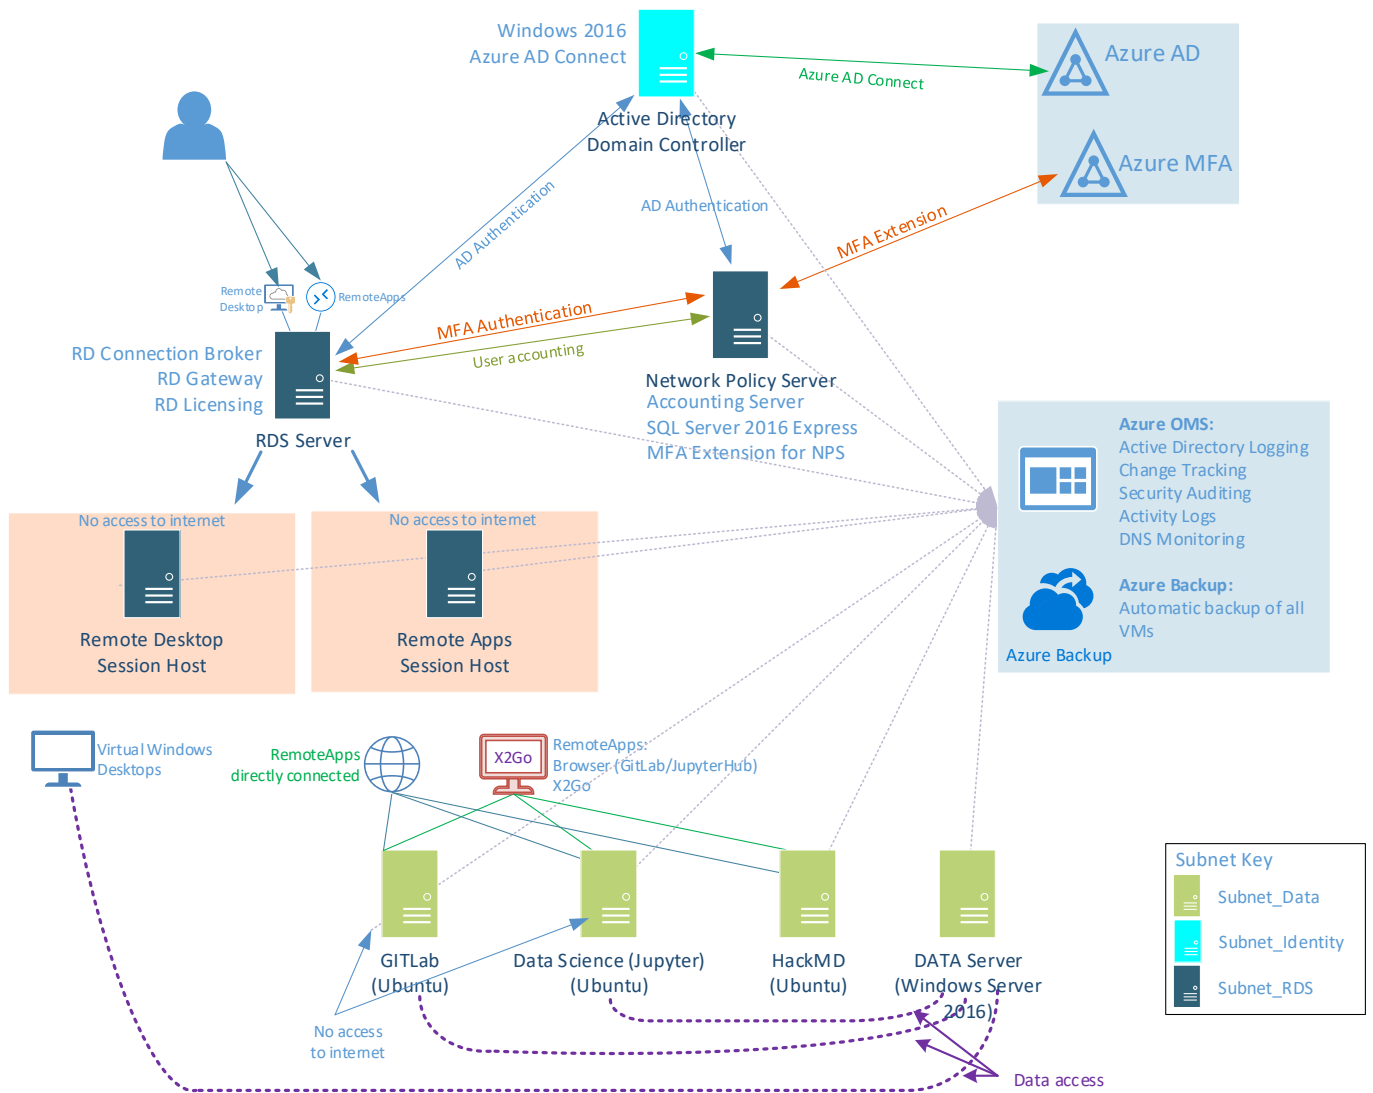 Windows 2016
Azure AD Connect
Azure AD Connect
Azure AD
Azure MFA
Active Directory
Domain Controller
AD Authentication
AD Authentication
MFA Extension
Remote
Desktop
RemoteApps
MFA Authentication
User accounting
RD Connection Broker
RD Gateway
RD Licensing
RDS Server
Network Policy Server
Accounting Server
SQL Server 2016 Express
MFA Extension for NPS
Azure OMS:
Active Directory Logging
Change Tracking
Security Auditing
Activity Logs
DNS Monitoring
Azure Backup:
Automatic backup of all
VMs
Azure Backup
No access to internet
No access to internet
Remote Desktop
Session Host
Remote Apps
Session Host
Virtual Windows
Desktops
RemoteApps
directly connected
X2Go
RemoteApps:
Browser (GitLab/JupyterHub)
X2Go
GITLab
(Ubuntu)
Data Science (Jupyter)
(Ubuntu)
HackMD
(Ubuntu)
DATA Server
(Windows Server
2016)
No access
to internet
Data access
Subnet Key
Subnet_Data
Subnet_Identity
Subnet_RDS